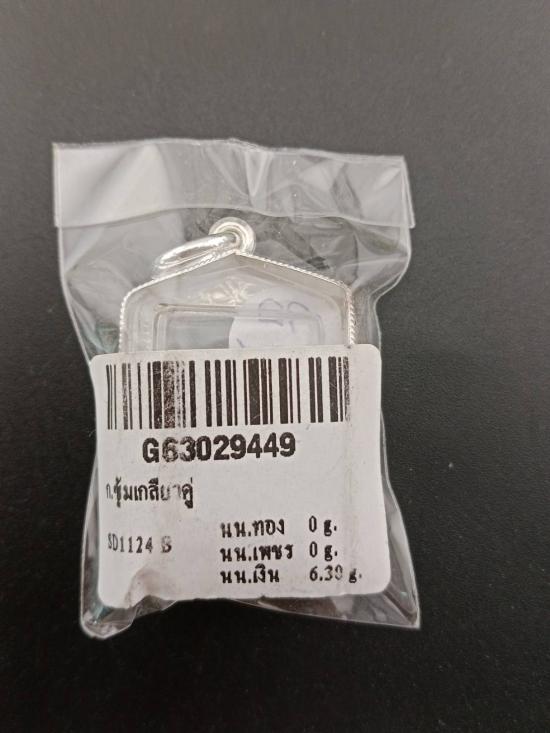 G63029449
ก.ซุ้มเกลียวคู่
SD1124 S
นน.ทอง 0 g.
นน.เพชร 0 g.
นน.เงิน 6.30 g.